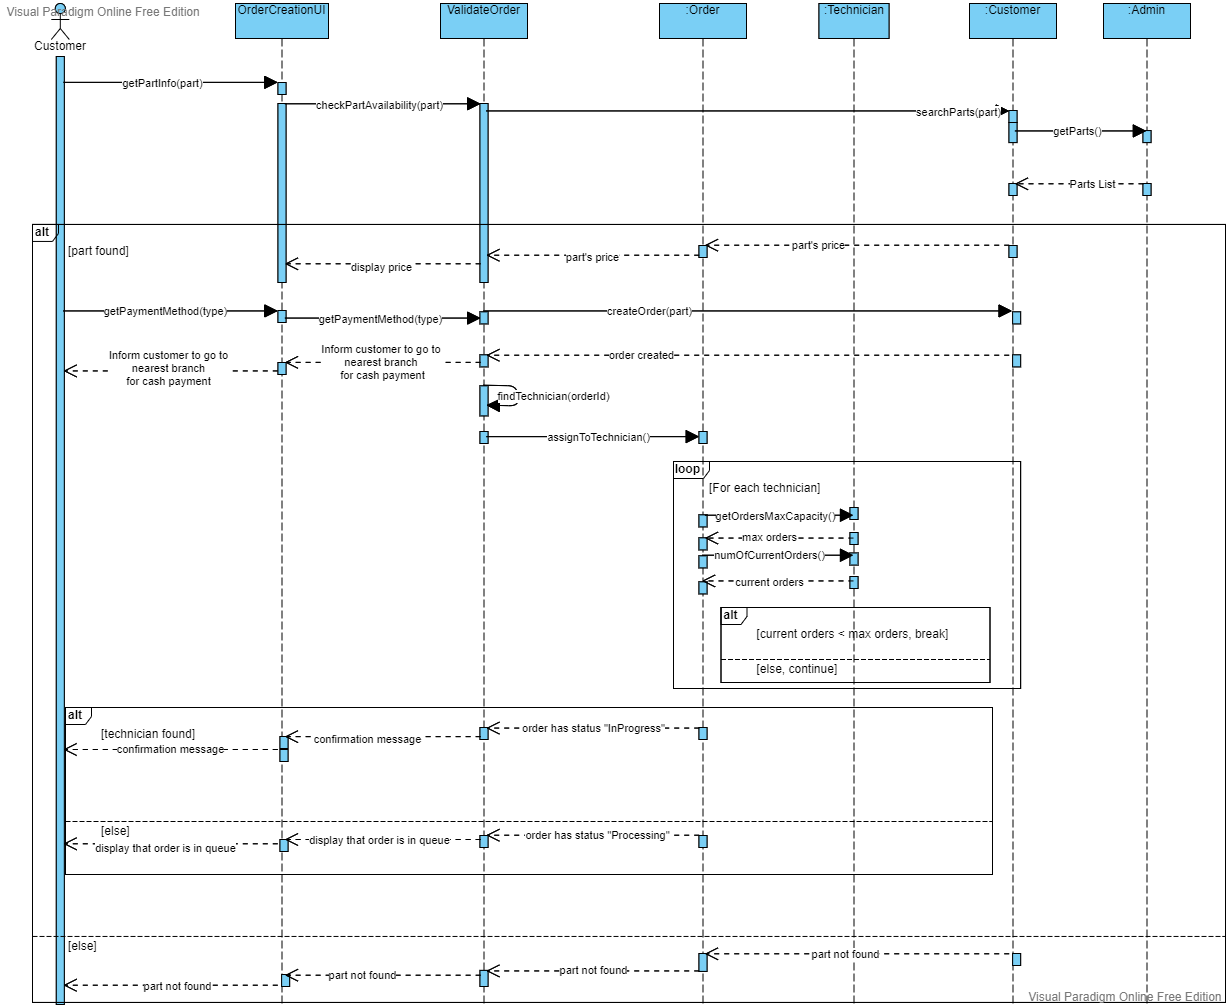 Visual Paradigm Online Free Edition
Customer
OrderCreationUI
ValidateOrder
:Order
:Technician
:Customer
:Admin
getPartInfo(part)
checkPartAvailability(part)
searchParts(part)
getParts()
Parts List
alt
[part found]
part's price
part's price
display price
getPaymentMethod(type)
getPaymentMethod(type)
createOrder(part)
Inform customer to go to
nearest branch
for cash payment
Inform customer to go to
nearest branch
for cash payment
order created
findTechnician(orderId)
assignToTechnician()
loop
[For each technician]
getOrdersMaxCapacity()
max orders
numOfCurrentOrders()
current orders
alt
[current orders < max orders, break]
[else, continue]
alt
[technician found]
order has status "InProgress"
confirmation message
confirmation message
[else]
order has status "Processing"
display that order is in queue
display that order is in queue
[else]
part not found
part not found
part not found
part not found
Visual Paradigm Online Free Edition